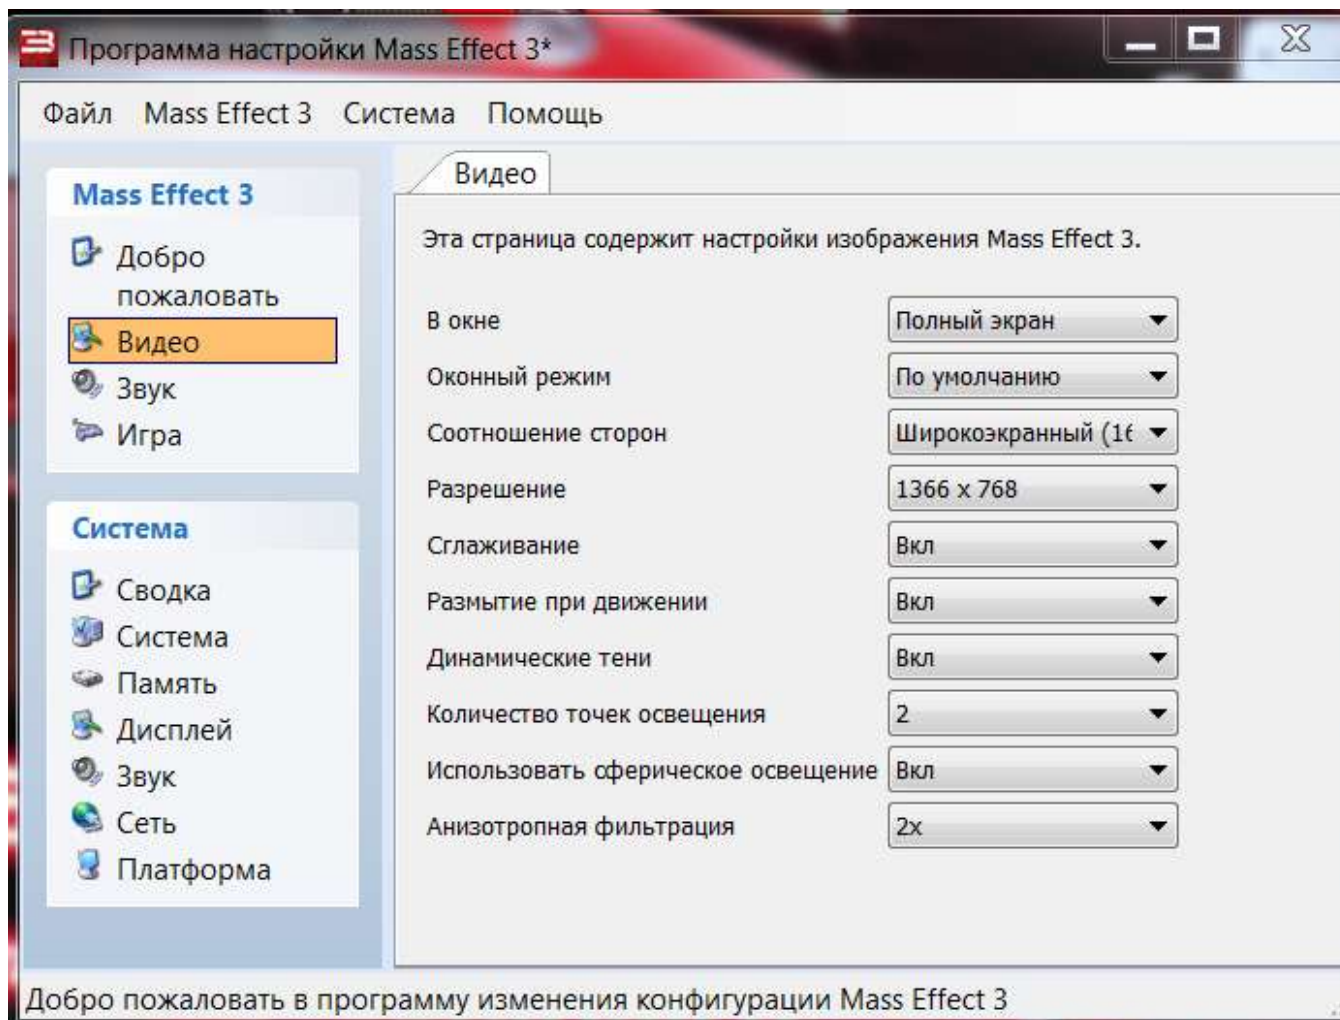 Программа настройки Mass Effect 3*
Файл Mass Effect 3 Система Помощь
Mass Effect 3
Добро
пожаловать
Видео
Звук
Игра
Система
Сводка
Система
Память
Дисплей
Звук
Сеть
Платформа
Видео
Эта страница содержит настройки изображения Mass Effect 3.
В окне Полный экран
Оконный режим По умолчанию
Соотношение сторон Широкоэкранный (16
Разрешение 1366 x 768
Сглаживание Вкл
Размытие при движении Вкл
Динамические тени Вкл
Количество точек освещения 2
Использовать сферическое освещение Вкл
Анизотропная фильтрация 2x
Добро пожаловать в программу изменения конфигурации Mass Effect 3